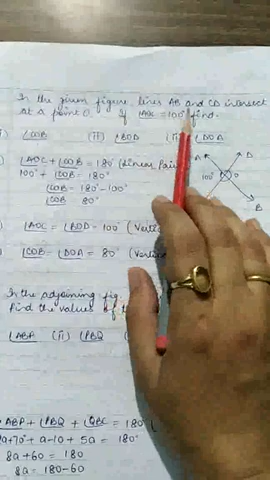 In the given figure lines AB and CD intersect
at a point O. If ∠AOC = 100° find.
∠COB (ii) ∠BOD ∠DOA
∠AOC + ∠COB = 180° (Linear Pair)
100° + ∠COB = 180°
∠COB = 180° - 100°
∠COB 80°
A D
100° O
B
∠AOC = ∠BOD = 100°
∠COB = ∠DOA = 80°
In the adjoining fig.
Find the values of
∠ABP (ii) ∠PBQ
∠ABP + ∠PBQ + ∠QBC = 180°
+70° + a-10 + 5a = 180°
8a + 60 = 180
8a = 180-60